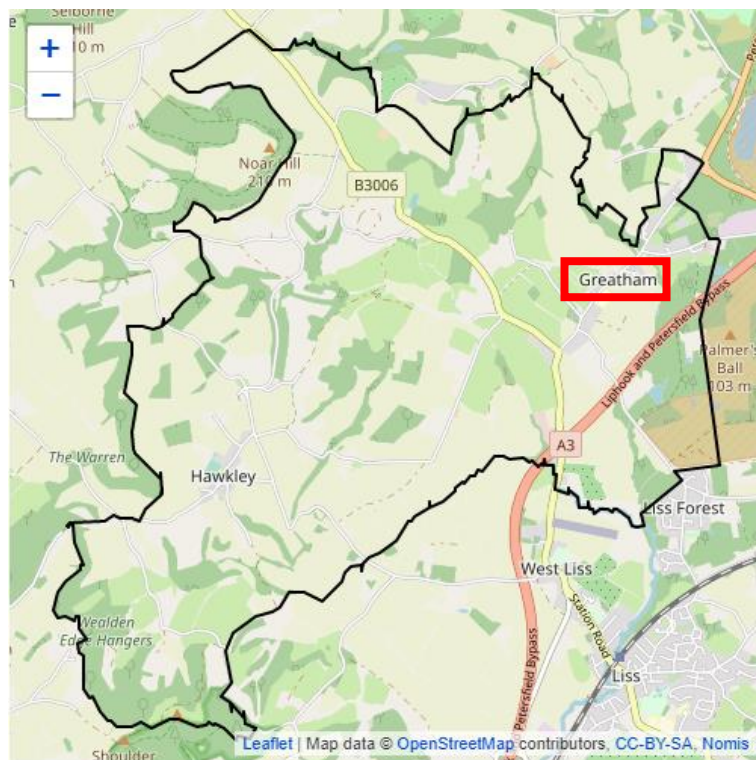 Selborne
Hill
10 m
+
−
Noar Hill
210 m
B3006
Greatham
Liphook and Petersfield Bypass
Palmer's
Ball
103 m
A3
The Warren
Hawkley
Liss Forest
West Liss
Station Road
Wealden
Edge Hangers
Petersfield Bypass
Liss
Shoulder
Leaflet | Map data © OpenStreetMap contributors, CC-BY-SA, Nomis